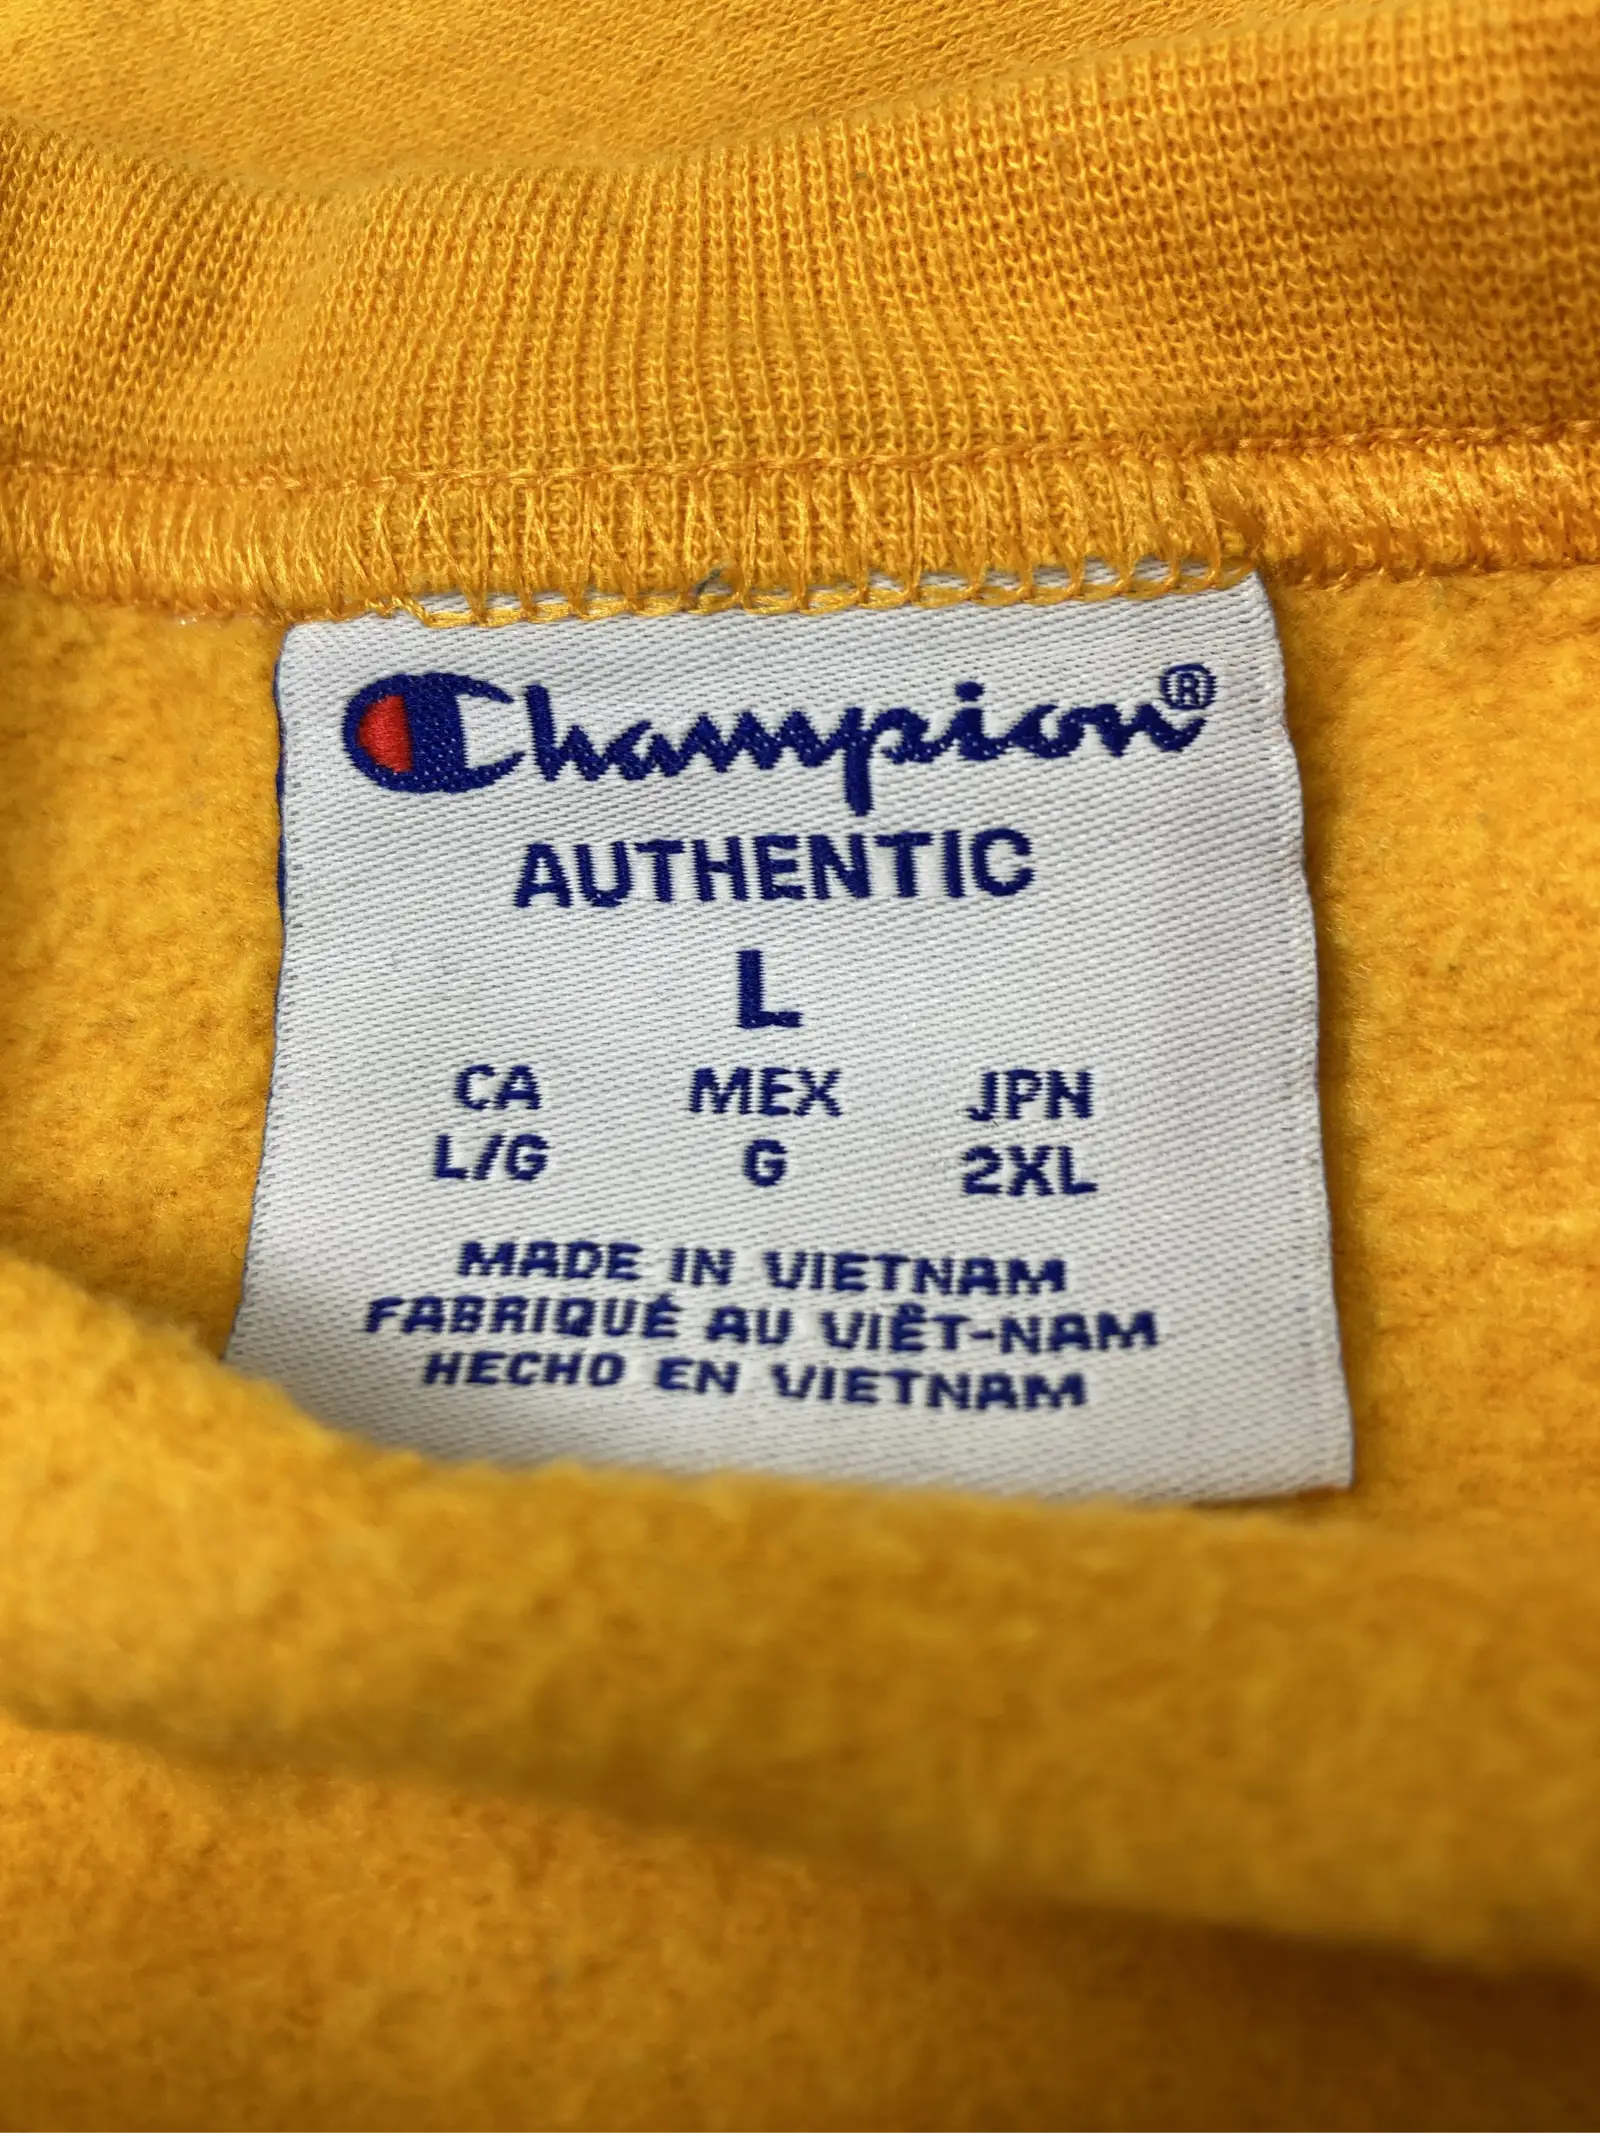 Champion®
AUTHENTIC
L
CA MEX JPN
L/G G 2XL
MADE IN VIETNAM
FABRIQUÉ AU VIÊT-NAM
HECHO EN VIETNAM